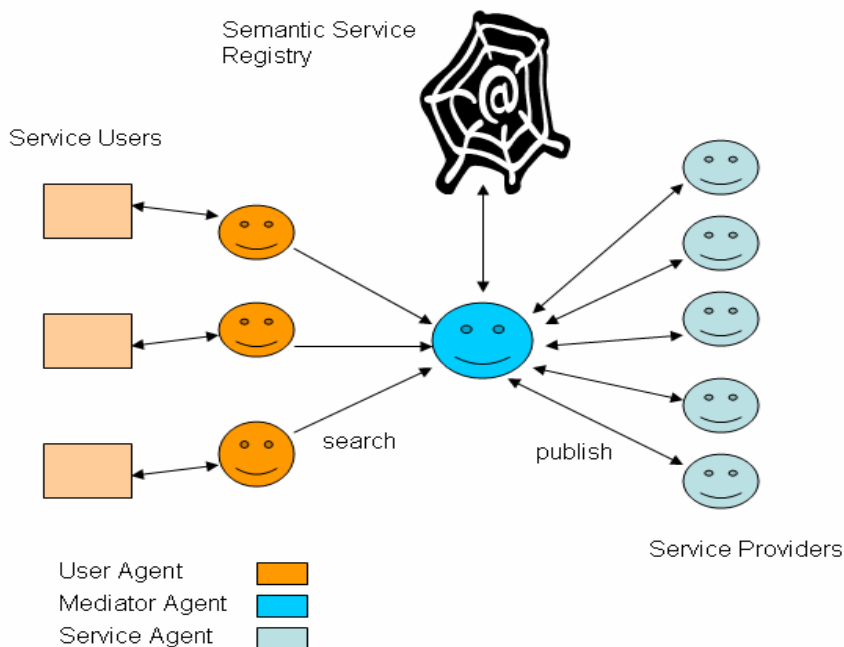 Semantic Service
Registry
@
Service Users
search
publish
Service Providers
User Agent
Mediator Agent
Service Agent